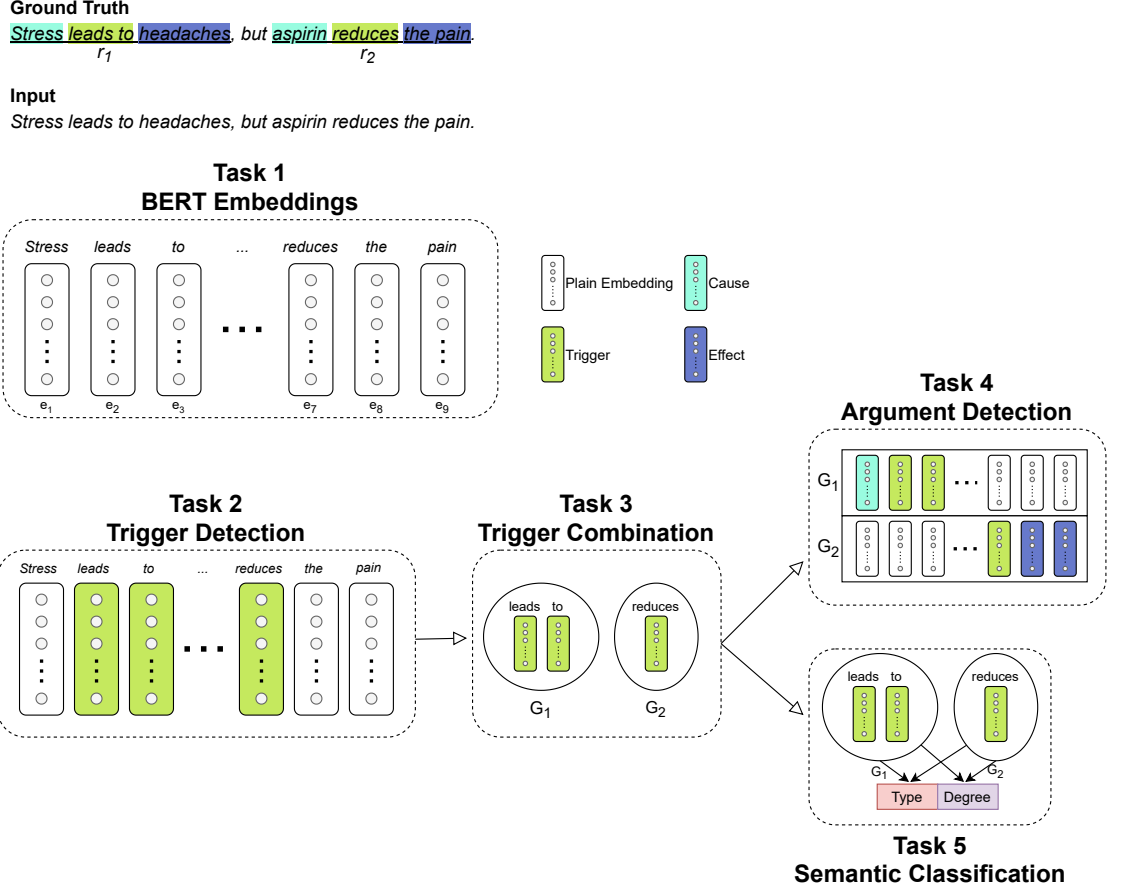 Ground Truth
Stress leads to headaches, but aspirin reduces the pain.
r1 r2
Input
Stress leads to headaches, but aspirin reduces the pain.
Task 1
BERT Embeddings
Stress leads to ... reduces the pain
e1 e2 e3 e7 e8 e9
Plain Embedding Cause
Trigger Effect
Task 2
Trigger Detection
Stress leads to ... reduces the pain
Task 3
Trigger Combination
leads to reduces
G1 G2
Task 4
Argument Detection
G1
G2
leads to reduces
G1 G2
Type Degree
Task 5
Semantic Classification